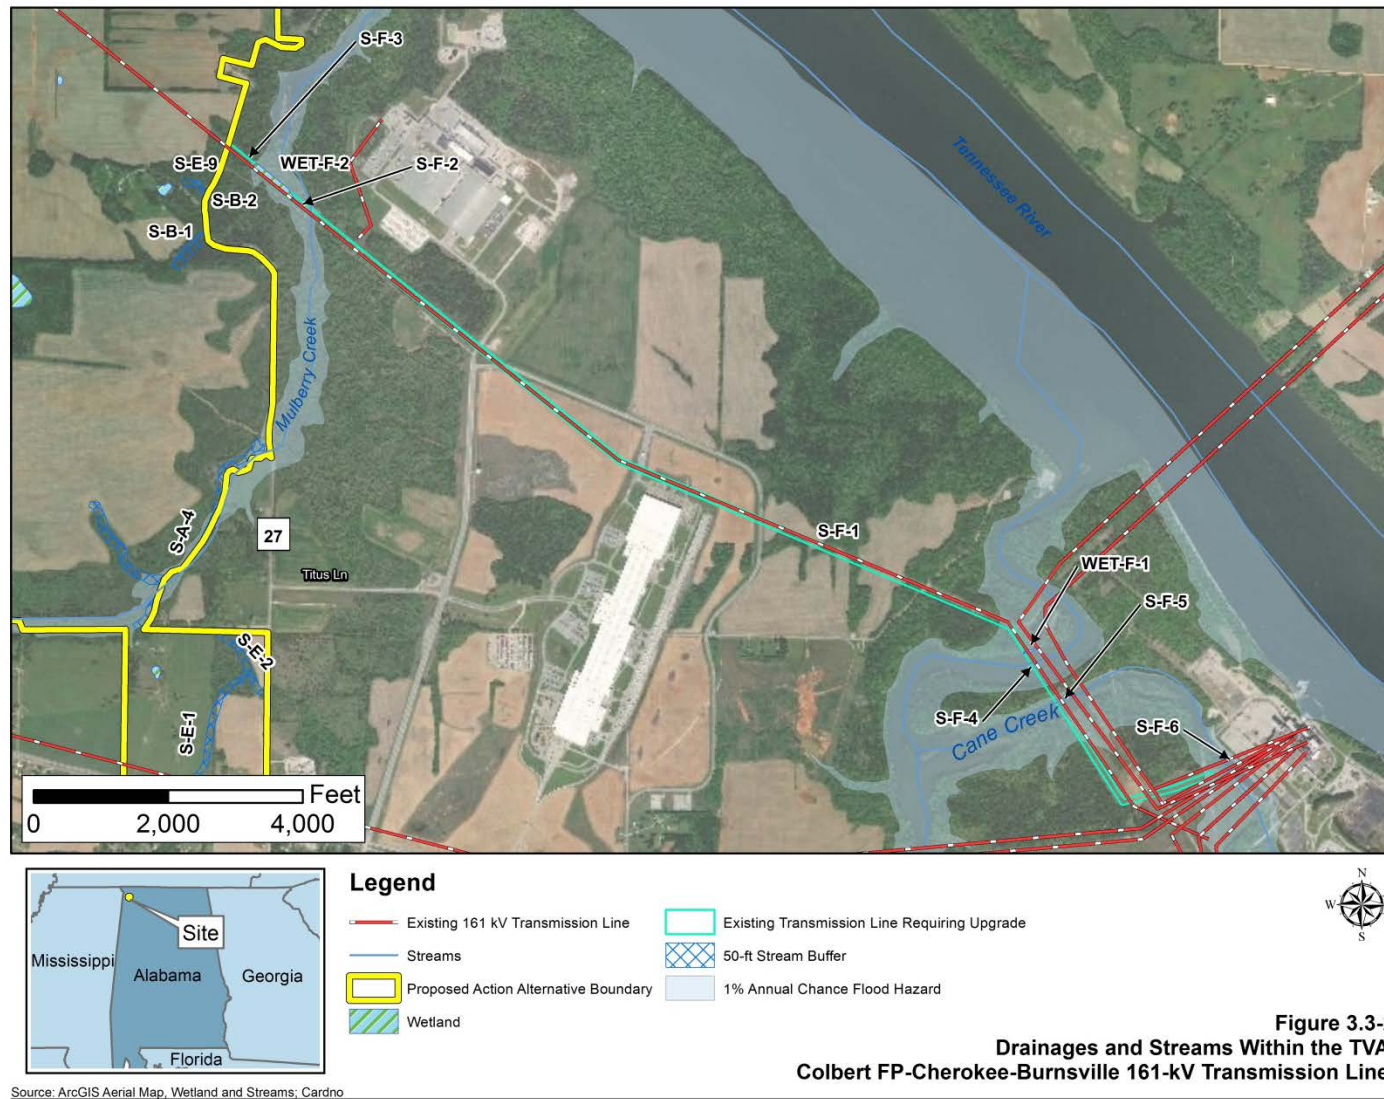 S-F-3
S-E-9
WET-F-2
S-F-2
S-B-2
S-B-1
Tennessee River
Mulberry Creek
S-A-4
27
Titus Ln
S-F-1
WET-F-1
S-F-5
S-E-2
S-E-1
S-F-4
Cane Creek
S-F-6
Feet
0 2,000 4,000
Legend
Existing 161 kV Transmission Line
Streams
Proposed Action Alternative Boundary
Wetland
Existing Transmission Line Requiring Upgrade
50-ft Stream Buffer
1% Annual Chance Flood Hazard
N
W E
S
Site
Mississippi
Alabama
Georgia
Florida
Figure 3.3-
Drainages and Streams Within the TVA
Colbert FP-Cherokee-Burnsville 161-kV Transmission Line
Source: ArcGIS Aerial Map, Wetland and Streams; Cardno